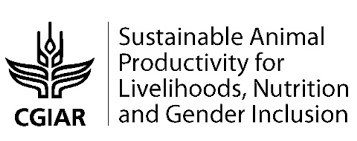 CGIAR
Sustainable Animal
Productivity for
Livelihoods, Nutrition
and Gender Inclusion